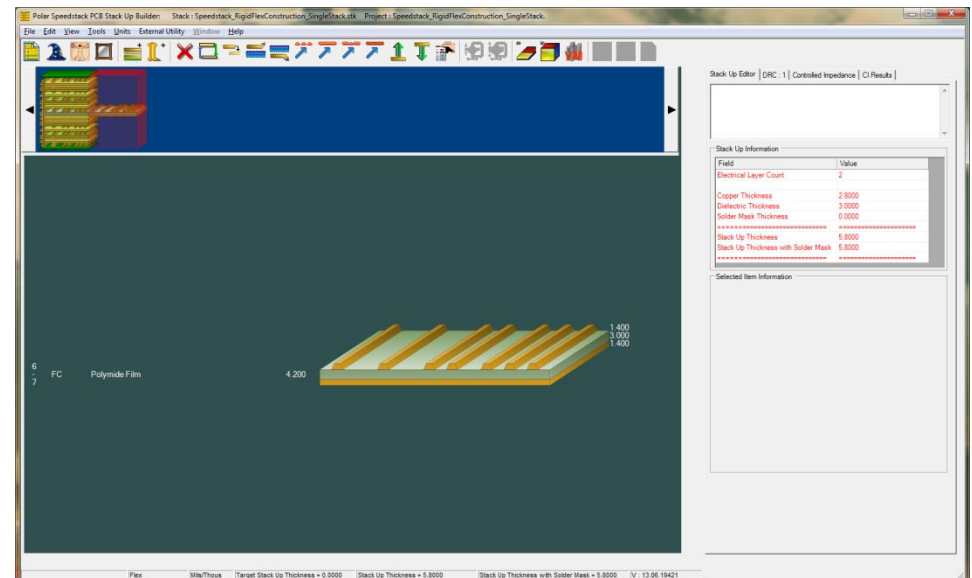 Polar Speedstack PCB Stack Up Builder: Stack : Speedstack_RigidFlexConstruction_SingleStack.stk Project : Speedstack_RigidFlexConstruction_SingleStack.
File Edit View Tools Units External Utility Window Help
Stack Up Editor DRC : 1 Controlled Impedance CI Results
Stack Up Information
Field Value
Electrical Layer Count 2
Copper Thickness 2.8000
Dielectric Thickness 3.0000
Solder Mask Thickness 0.0000
============================ ====================
Stack Up Thickness 5.8000
Stack Up Thickness with Solder Mask 5.8000
============================ ====================
Selected Item Information
1.400
3.000
1.400
6
- FC Polymide Film 4.200
7
Flex Mils/Thous Target Stack Up Thickness = 0.0000 Stack Up Thickness = 5.8000 Stack Up Thickness with Solder Mask = 5.8000 V : 13.06.19421